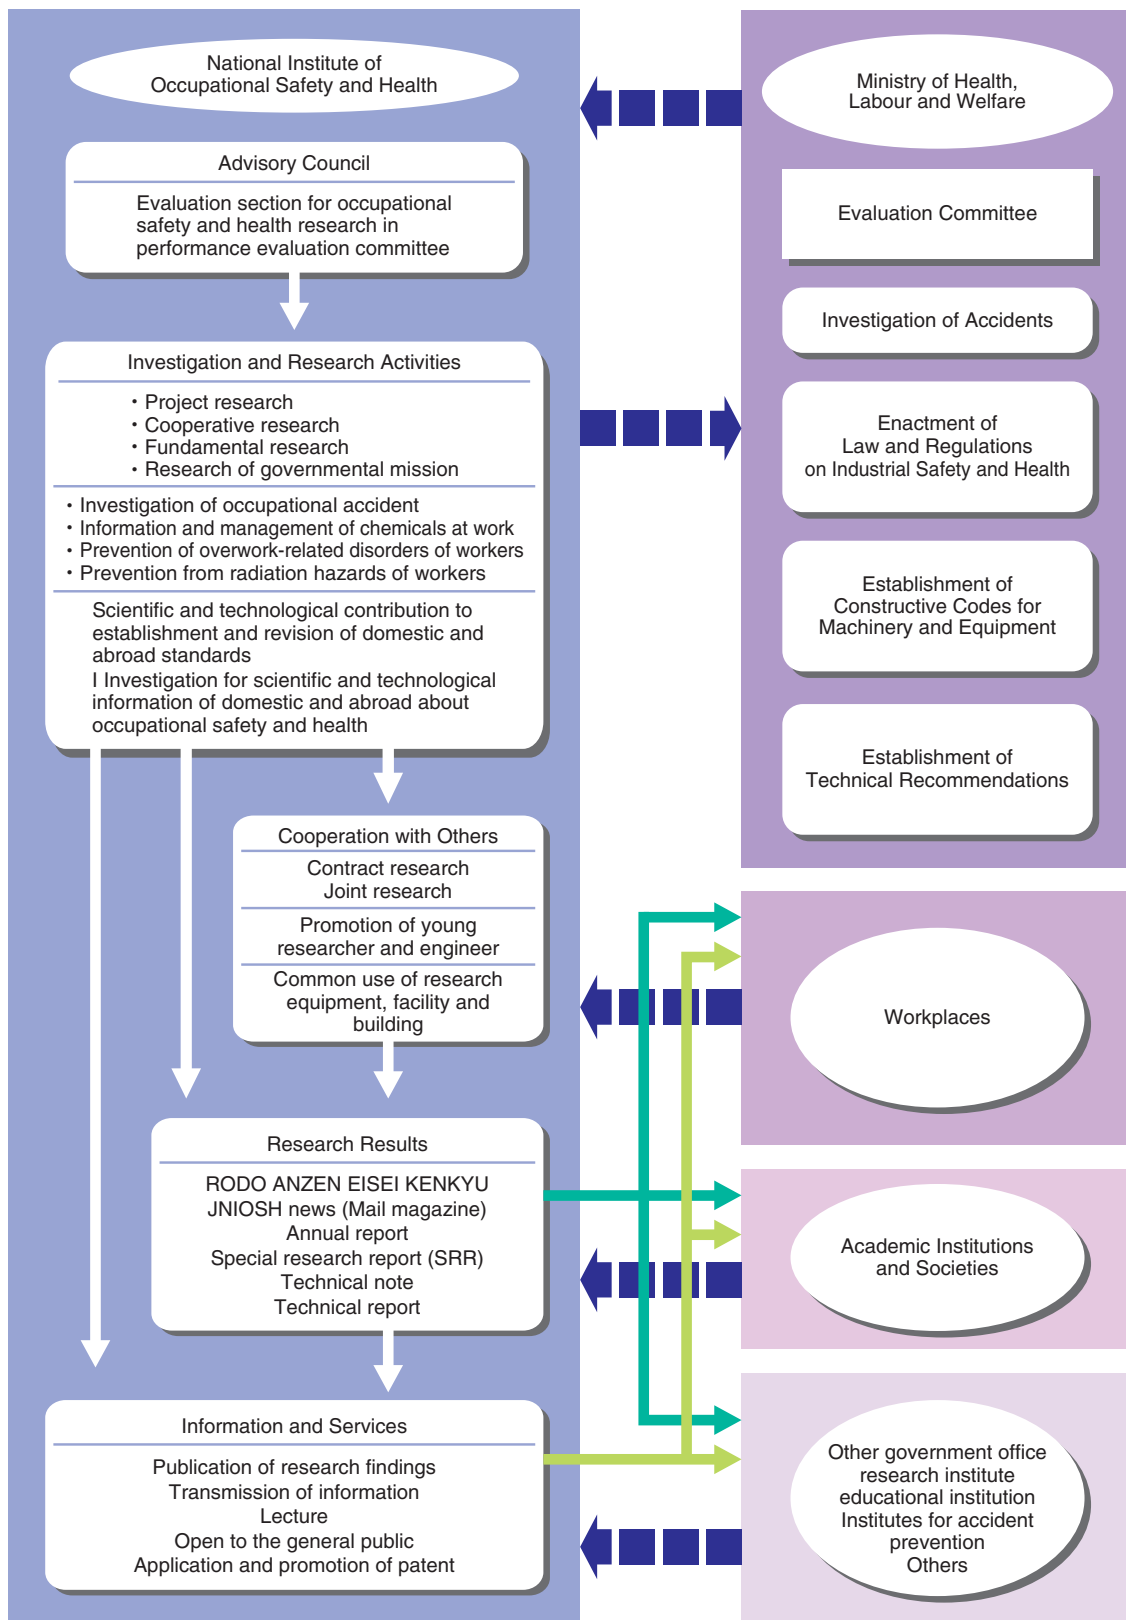 National Institute of
Occupational Safety and Health
Advisory Council
Evaluation section for occupational
safety and health research in
performance evaluation committee
Investigation and Research Activities
・Project research
・Cooperative research
・Fundamental research
・Research of governmental mission
・Investigation of occupational accident
・Information and management of chemicals at work
・Prevention of overwork-related disorders of workers
・Prevention from radiation hazards of workers
Scientific and technological contribution to
establishment and revision of domestic and
abroad standards
I Investigation for scientific and technological
information of domestic and abroad about
occupational safety and health
Cooperation with Others
Contract research
Joint research
Promotion of young
researcher and engineer
Common use of research
equipment, facility and
building
Research Results
RODO ANZEN EISEI KENKYU
JNIOSH news (Mail magazine)
Annual report
Special research report (SRR)
Technical note
Technical report
Information and Services
Publication of research findings
Transmission of information
Lecture
Open to the general public
Application and promotion of patent
Ministry of Health,
Labour and Welfare
Evaluation Committee
Investigation of Accidents
Enactment of
Law and Regulations
on Industrial Safety and Health
Establishment of
Constructive Codes for
Machinery and Equipment
Establishment of
Technical Recommendations
Workplaces
Academic Institutions
and Societies
Other government office
research institute
educational institution
Institutes for accident
prevention
Others